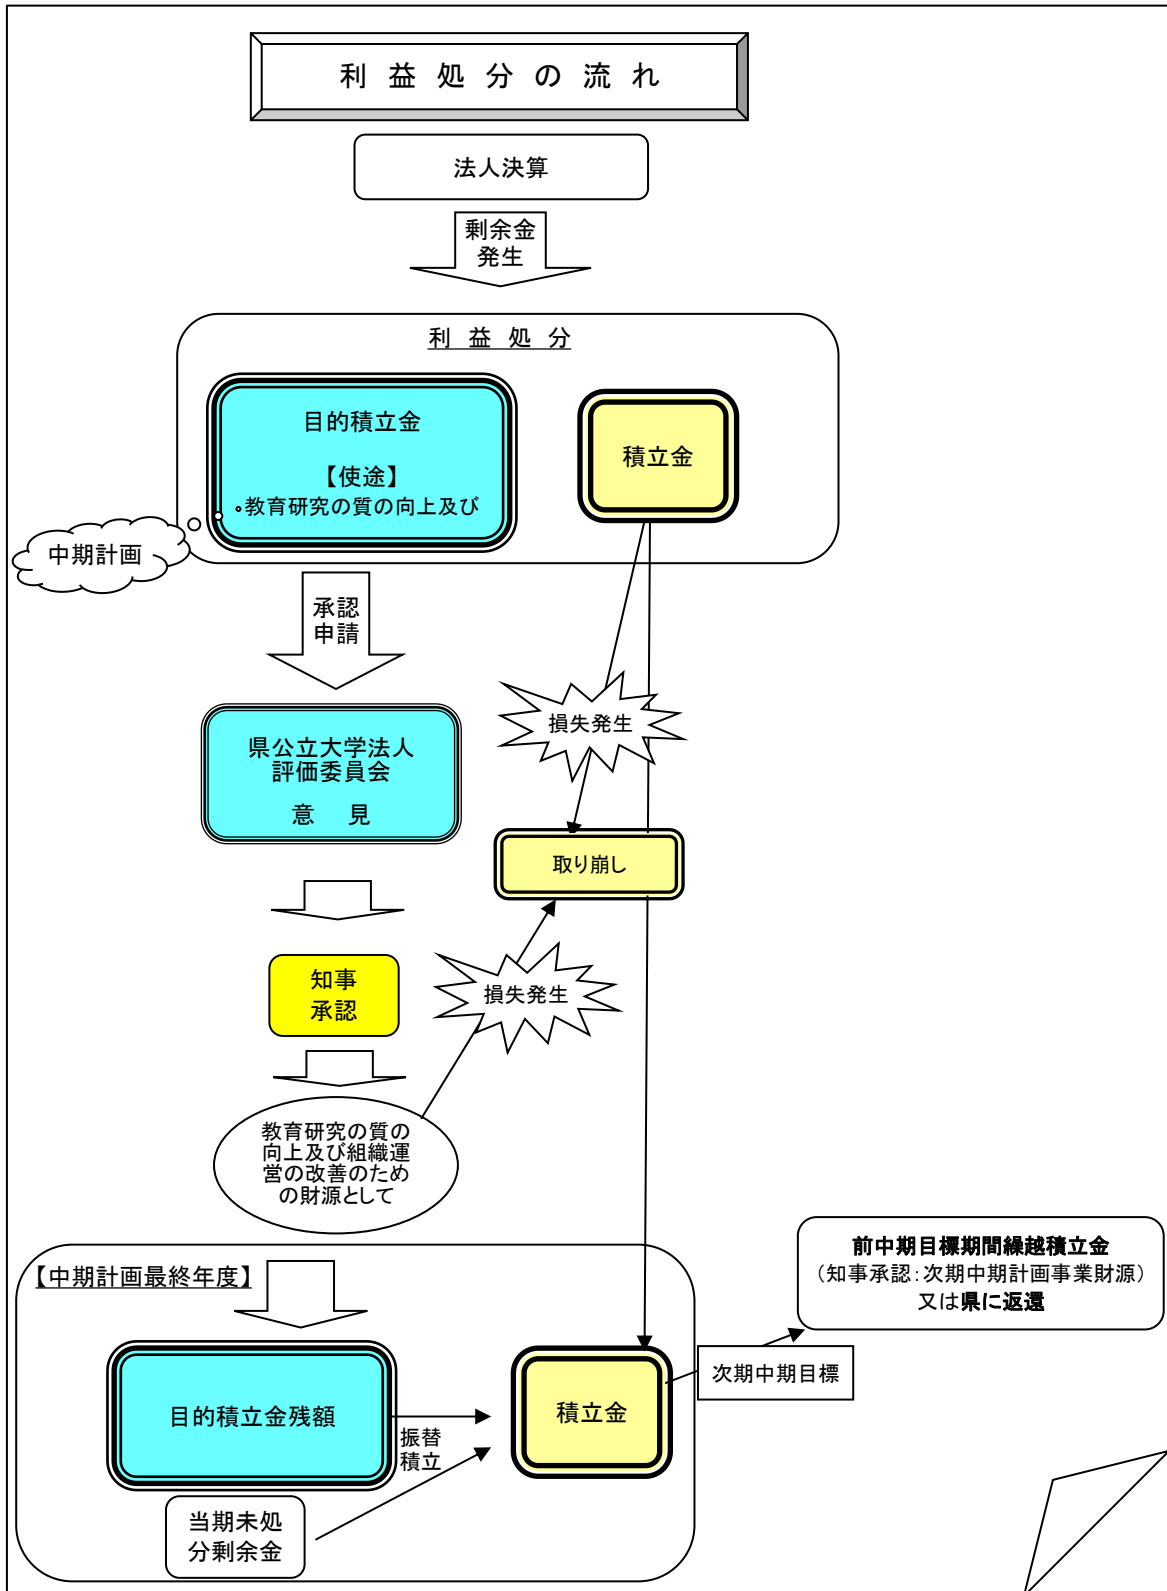 利益処分の流れ
法人決算
剰余金
発生
利益処分
目的積立金
【使途】
・教育研究の質の向上及び
積立金
中期計画
承認
申請
県公立大学法人
評価委員会
意 見
損失発生
取り崩し
知事
承認
損失発生
教育研究の質の
向上及び組織運
営の改善のため
の財源として
【中期計画最終年度】
前中期目標期間繰越積立金
(知事承認:次期中期計画事業財源)
又は県に返還
次期中期目標
目的積立金残額
振替
積立
積立金
当期未処
分剰余金